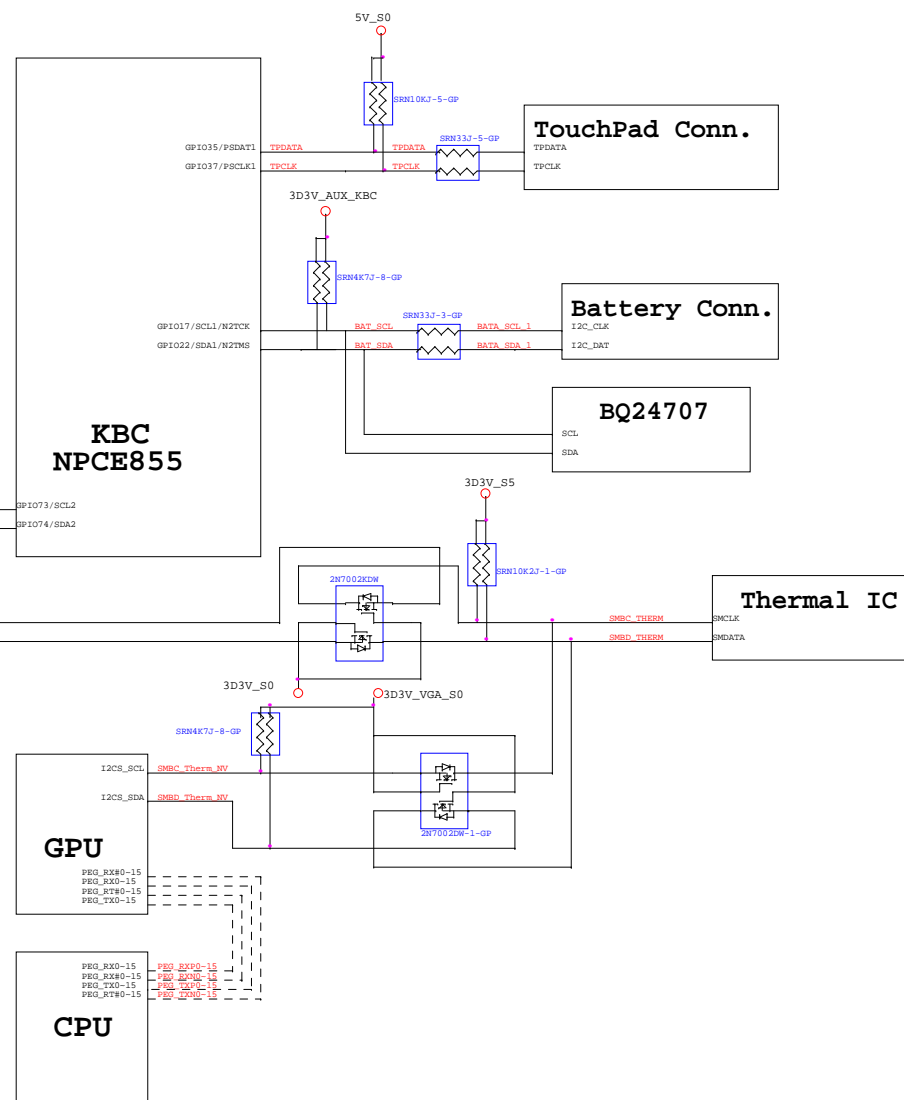 5V_S0
SRN10KJ-5-GP
TouchPad Conn.
SRN33J-5-GP
GPIO35/PSDAT1 TPDATA TPDATA TPDATA
GPIO37/PSCLK1 TPCLK TPCLK TPCLK
3D3V_AUX_KBC
SRN4K7J-8-GP
Battery Conn.
SRN33J-3-GP
GPIO17/SCL1/N2TCK BAT_SCL BATA_SCL_1 I2C_CLK
GPIO22/SDA1/N2TMS BAT_SDA BATA_SDA_1 I2C_DAT
BQ24707
KBC
NPCE855
SCL
SDA
3D3V_S5
GPIO73/SCL2
GPIO74/SDA2
SRN10K2J-1-GP
2N7002KDW
Thermal IC
SMBC_THERM SMCLK
SMBD_THERM SMDATA
3D3V_S0
3D3V_VGA_S0
SRN4K7J-8-GP
I2CS_SCL SMBC_Therm_NV
I2CS_SDA SMBD_Therm_NV
2N7002DW-1-GP
GPU
PEG_RX#0-15
PEG_RX0-15
PEG_RT#0-15
PEG_TX0-15
PEG_RX0-15 PEG_RXP0-15
PEG_RX#0-15 PEG_RXN0-15
PEG_TX0-15 PEG_TXP0-15
PEG_RT#0-15 PEG_TXN0-15
CPU